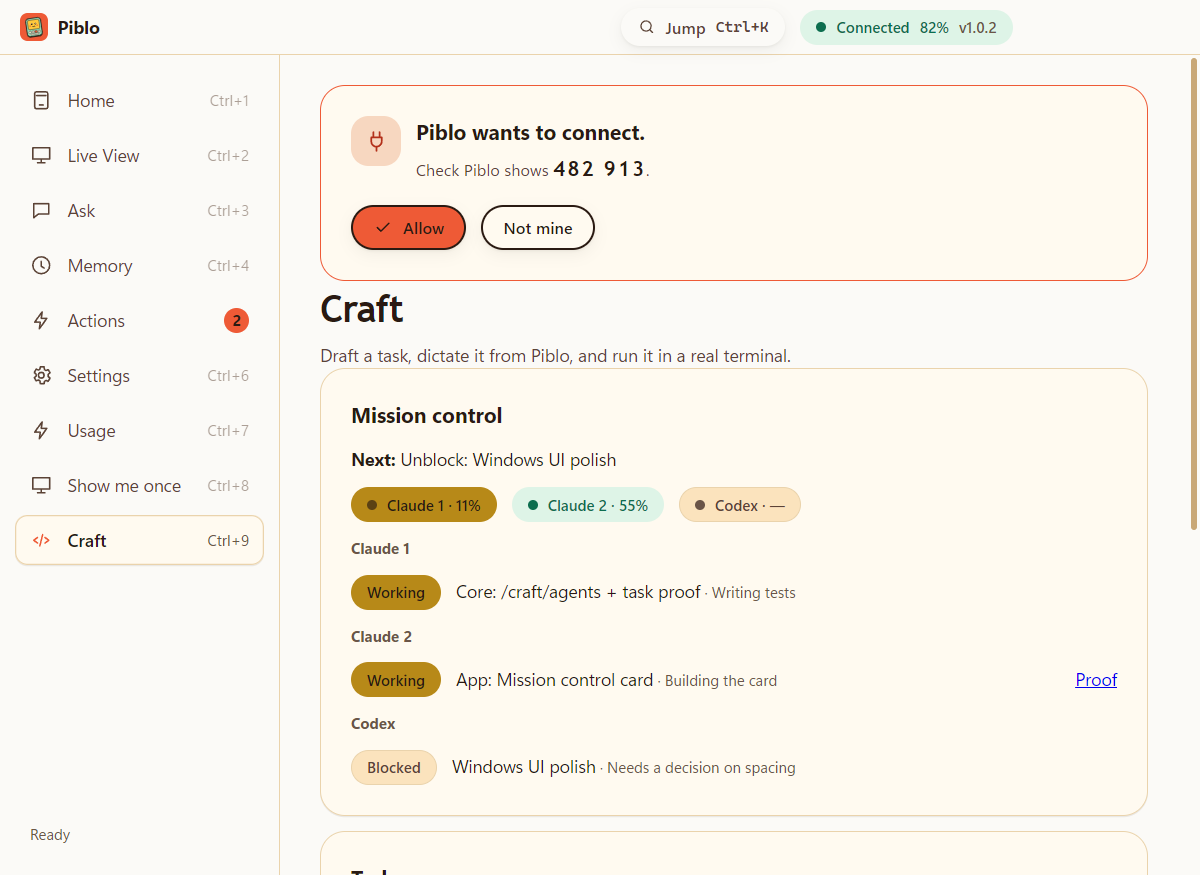 Piblo
Jump Ctrl+K
Connected 82% v1.0.2
Home Ctrl+1
Live View Ctrl+2
Ask Ctrl+3
Memory Ctrl+4
Actions 2
Settings Ctrl+6
Usage Ctrl+7
Show me once Ctrl+8
Craft Ctrl+9
Ready
Piblo wants to connect.
Check Piblo shows 482 913.
Allow Not mine
Craft
Draft a task, dictate it from Piblo, and run it in a real terminal.
Mission control
Next: Unblock: Windows UI polish
Claude 1 · 11% Claude 2 · 55% Codex · —
Claude 1
Working Core: /craft/agents + task proof · Writing tests
Claude 2
Working App: Mission control card · Building the card Proof
Codex
Blocked Windows UI polish · Needs a decision on spacing